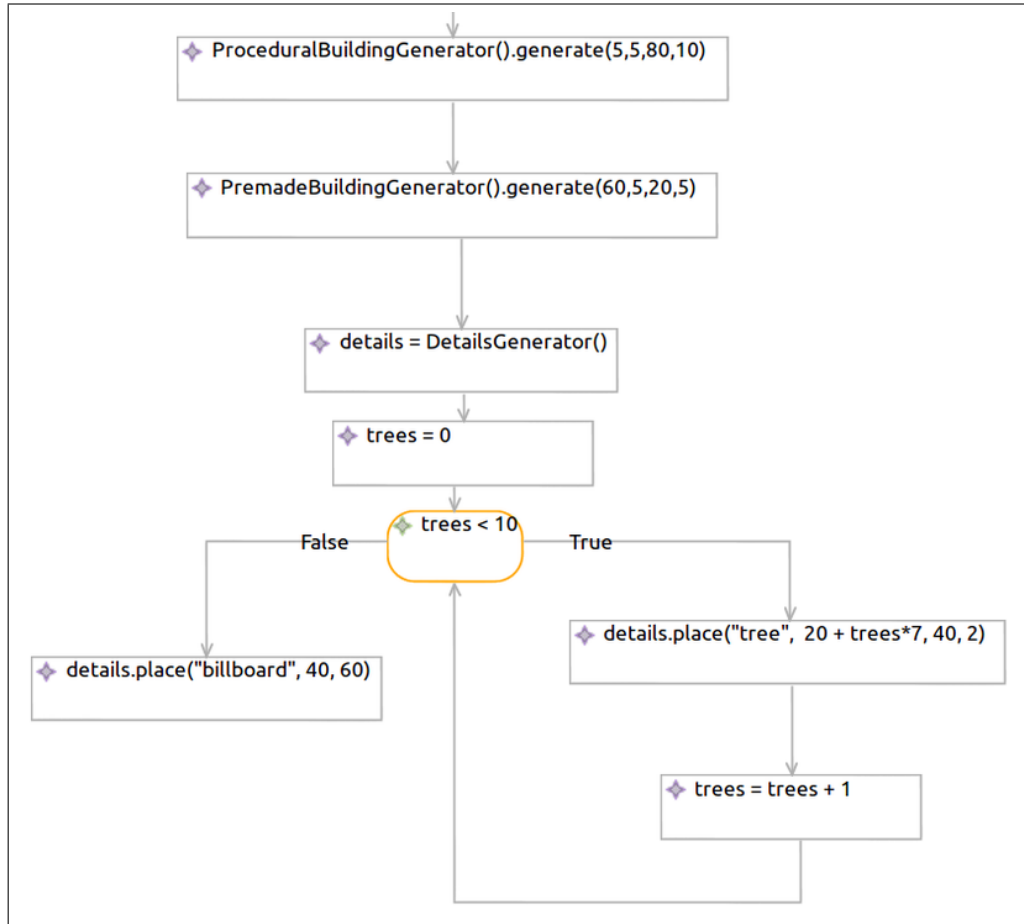 ProceduralBuildingGenerator().generate(5,5,80,10)
PremadeBuildingGenerator().generate(60,5,20,5)
details = DetailsGenerator()
trees = 0
trees < 10
False
True
details.place("tree", 20 + trees*7, 40, 2)
details.place("billboard", 40, 60)
trees = trees + 1